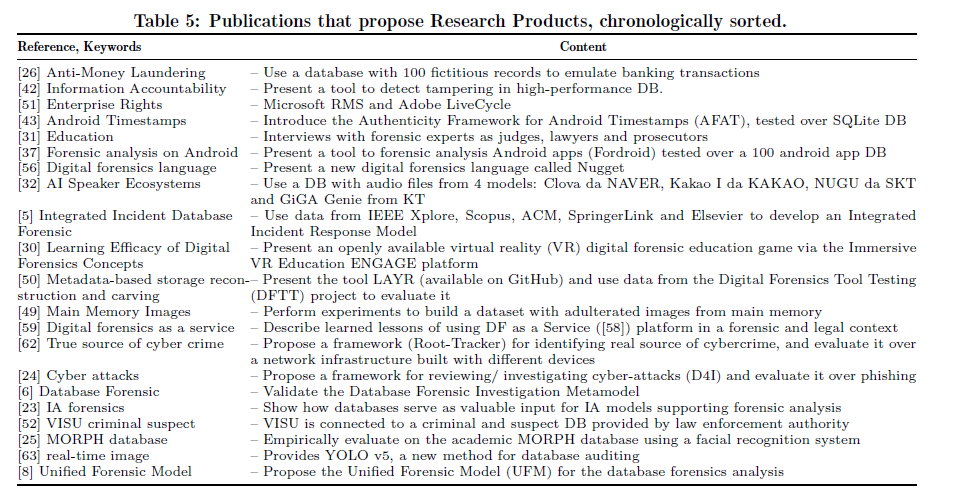 Table 5: Publications that propose Research Products, chronologically sorted.
Reference, Keywords Content
[26] Anti-Money Laundering – Use a database with 100 fictitious records to emulate banking transactions
[42] Information Accountability – Present a tool to detect tampering in high-performance DB.
[51] Enterprise Rights – Microsoft RMS and Adobe LiveCycle
[43] Android Timestamps – Introduce the Authenticity Framework for Android Timestamps (AFAT), tested over SQLite DB
[31] Education – Interviews with forensic experts as judges, lawyers and prosecutors
[37] Forensic analysis on Android – Present a tool to forensic analysis Android apps (Fordroid) tested over a 100 android app DB
[56] Digital forensics language – Present a new digital forensics language called Nugget
[32] AI Speaker Ecosystems – Use a DB with audio files from 4 models: Clova da NAVER, Kakao I da KAKAO, NUGU da SKT
and GiGA Genie from KT
[5] Integrated Incident Database – Use data from IEEE Xplore, Scopus, ACM, SpringerLink and Elsevier to develop an Integrated
Forensic Incident Response Model
[30] Learning Efficacy of Digital – Present an openly available virtual reality (VR) digital forensic education game via the Immersive
Forensics Concepts VR Education ENGAGE platform
[50] Metadata-based storage recon- – Present the tool LAYR (available on GitHub) and use data from the Digital Forensics Tool Testing
struction and carving (DFTT) project to evaluate it
[49] Main Memory Images – Perform experiments to build a dataset with adulterated images from main memory
[59] Digital forensics as a service – Describe learned lessons of using DF as a Service ([58]) platform in a forensic and legal context
[62] True source of cyber crime – Propose a framework (Root-Tracker) for identifying real source of cybercrime, and evaluate it over
a network infrastructure built with different devices
[24] Cyber attacks – Propose a framework for reviewing/ investigating cyber-attacks (D4I) and evaluate it over phishing
[6] Database Forensic – Validate the Database Forensic Investigation Metamodel
[23] IA forensics – Show how databases serve as valuable input for IA models supporting forensic analysis
[52] VISU criminal suspect – VISU is connected to a criminal and suspect DB provided by law enforcement authority
[25] MORPH database – Empirically evaluate on the academic MORPH database using a facial recognition system
[63] real-time image – Provides YOLO v5, a new method for database auditing
[8] Unified Forensic Model – Propose the Unified Forensic Model (UFM) for the database forensics analysis